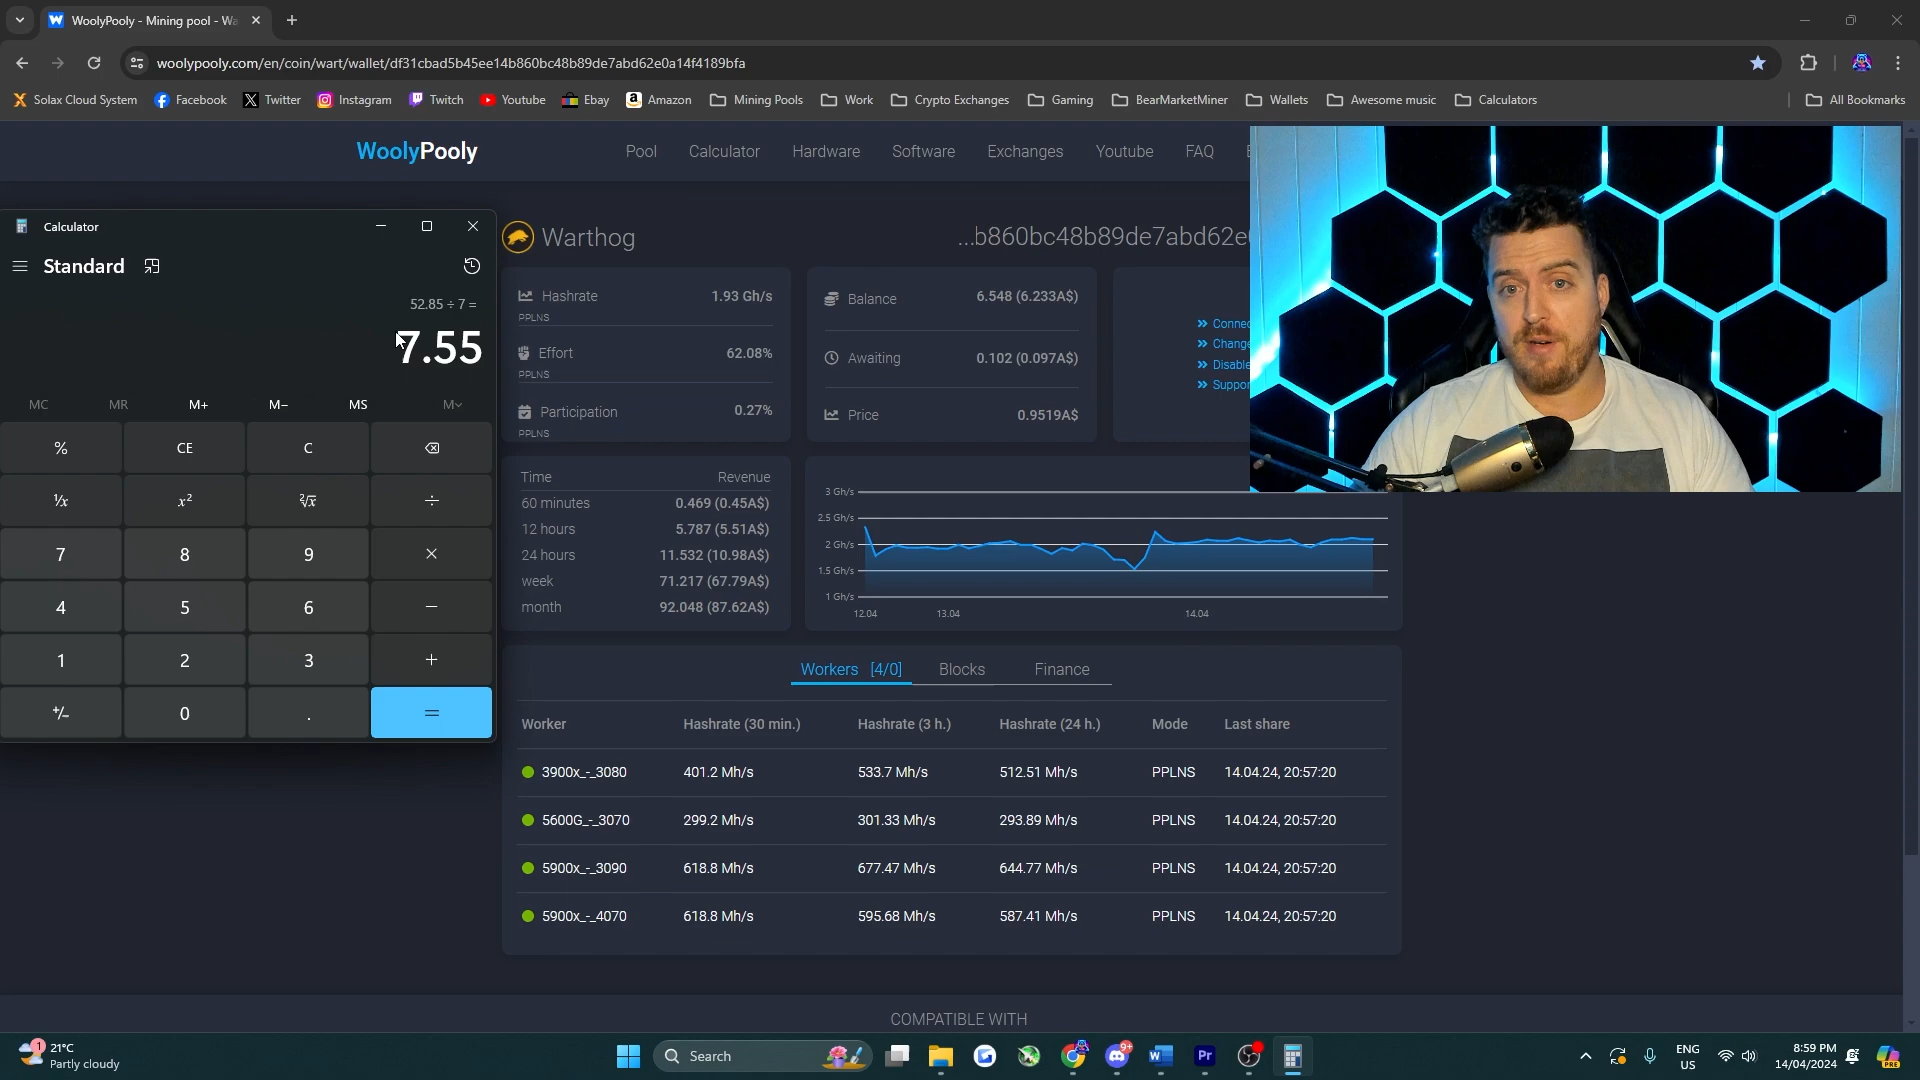 WoolyPooly - Mining pool - Wa
woolypooly.com/en/coin/wart/wallet/df31cbad5b45ee14b860bc48b89de7abd62e0a14f4189bfa
Solax Cloud System Facebook Twitter Instagram Twitch Youtube Ebay Amazon Mining Pools Work Crypto Exchanges Gaming BearMarketMiner Wallets Awesome music Calculators All Bookmarks
WoolyPooly Pool Calculator Hardware Software Exchanges Youtube FAQ
Calculator
Standard
52.85 ÷ 7 =
7.55
MC MR M+ M− MS M
% CE C
¹/x x² ²√x ÷
7 8 9 ×
4 5 6 −
1 2 3 +
+/− 0 . =
Warthog ...b860bc48b89de7abd62e
Hashrate 1.93 Gh/s
PPLNS
Effort 62.08%
PPLNS
Participation 0.27%
PPLNS
Balance 6.548 (6.233A$)
Awaiting 0.102 (0.097A$)
Price 0.9519A$
Connec
Change
Disable
Suppor
Time Revenue
60 minutes 0.469 (0.45A$)
12 hours 5.787 (5.51A$)
24 hours 11.532 (10.98A$)
week 71.217 (67.79A$)
month 92.048 (87.62A$)
3 Gh/s
2.5 Gh/s
2 Gh/s
1.5 Gh/s
1 Gh/s
12.04 13.04 14.04
Workers [4/0] Blocks Finance
Worker Hashrate (30 min.) Hashrate (3 h.) Hashrate (24 h.) Mode Last share
3900x_-_3080 401.2 Mh/s 533.7 Mh/s 512.51 Mh/s PPLNS 14.04.24, 20:57:20
5600G_-_3070 299.2 Mh/s 301.33 Mh/s 293.89 Mh/s PPLNS 14.04.24, 20:57:20
5900x_-_3090 618.8 Mh/s 677.47 Mh/s 644.77 Mh/s PPLNS 14.04.24, 20:57:20
5900x_-_4070 618.8 Mh/s 595.68 Mh/s 587.41 Mh/s PPLNS 14.04.24, 20:57:20
COMPATIBLE WITH
1
21°C
Partly cloudy
Search
9+
ENG
US
8:59 PM
14/04/2024